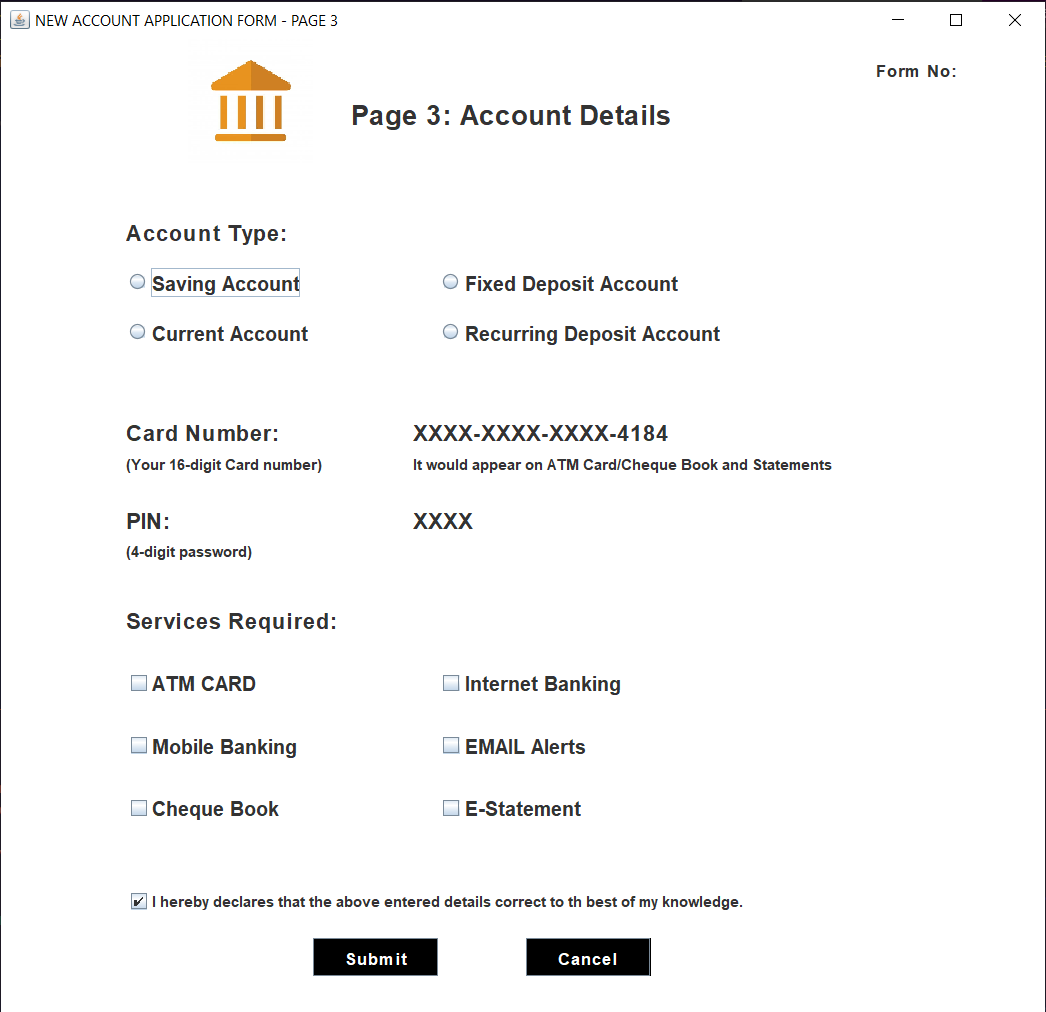 NEW ACCOUNT APPLICATION FORM - PAGE 3
Form No:
Page 3: Account Details
Account Type:
Saving Account Fixed Deposit Account
Current Account Recurring Deposit Account
Card Number: XXXX-XXXX-XXXX-4184
(Your 16-digit Card number) It would appear on ATM Card/Cheque Book and Statements
PIN: XXXX
(4-digit password)
Services Required:
ATM CARD Internet Banking
Mobile Banking EMAIL Alerts
Cheque Book E-Statement
I hereby declares that the above entered details correct to th best of my knowledge.
Submit Cancel